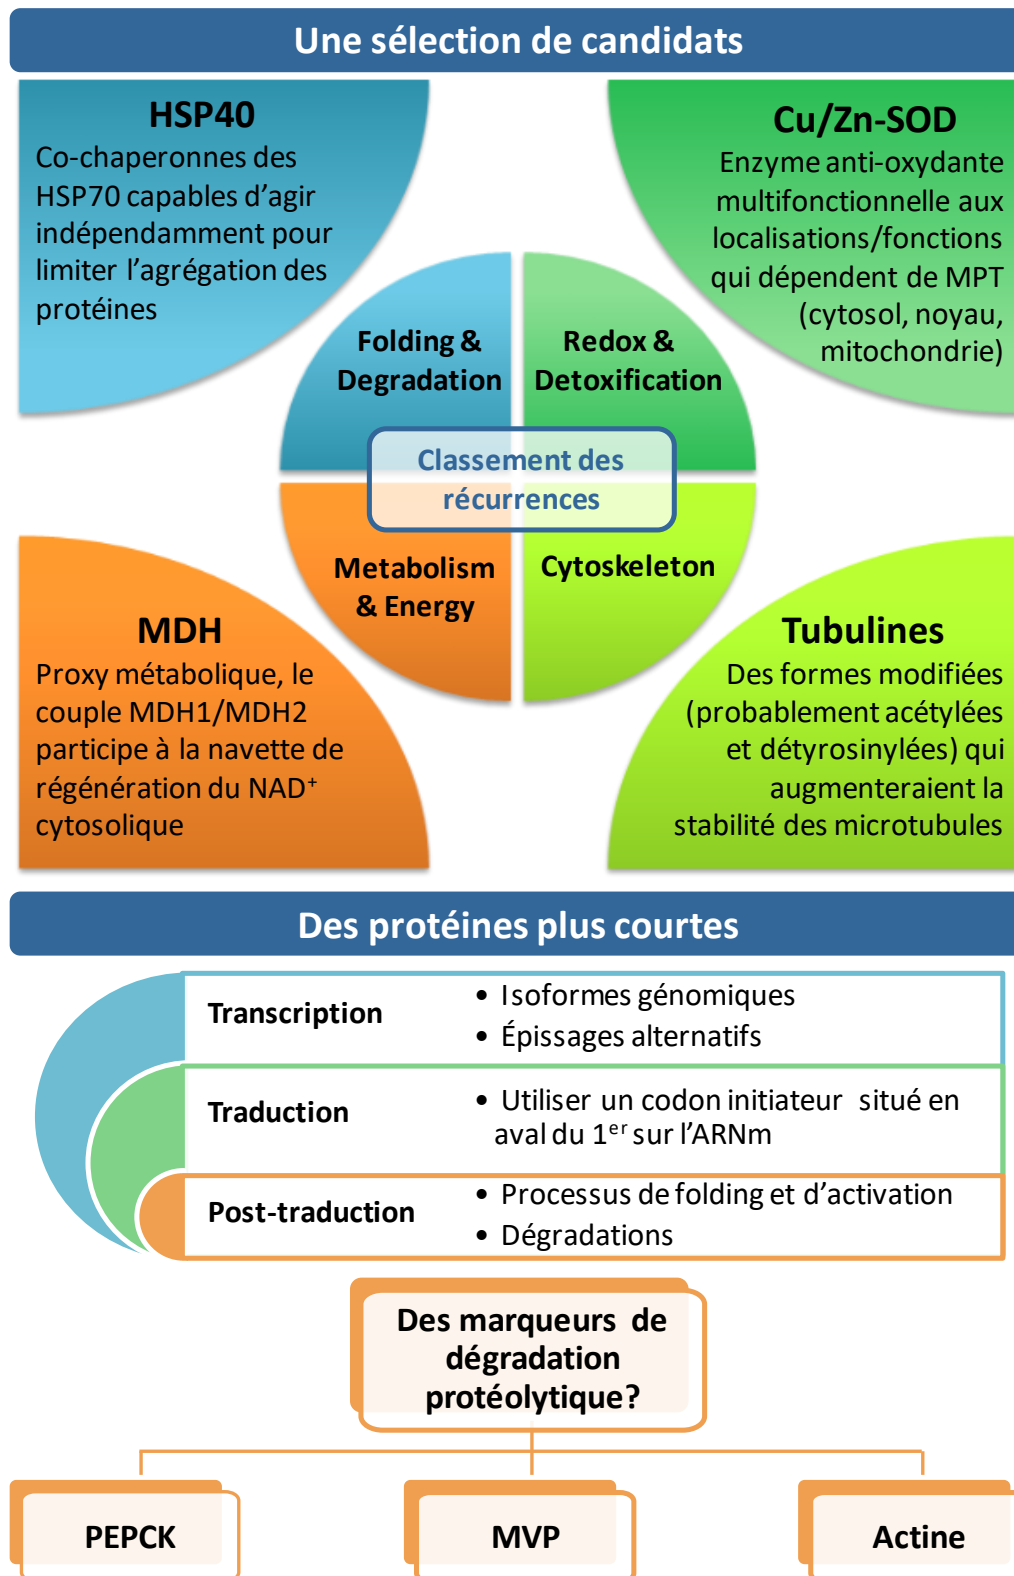 Une sélection de candidats
HSP40
Co-chaperonnes des
HSP70 capables d'agir
indépendamment pour
limiter l'agrégation des
protéines
Cu/Zn-SOD
Enzyme anti-oxydante
multifonctionnelle aux
localisations/fonctions
qui dépendent de MPT
(cytosol, noyau,
mitochondrie)
Folding &
Degradation
Redox &
Detoxification
Classement des
récurrences
Metabolism
& Energy
Cytoskeleton
MDH
Proxy métabolique, le
couple MDH1/MDH2
participe à la navette de
régénération du NAD⁺
cytosolique
Tubulines
Des formes modifiées
(probablement acétylées
et détyrosinylées) qui
augmenteraient la
stabilité des microtubules
Des protéines plus courtes
Transcription
• Isoformes génomiques
• Épissages alternatifs
Traduction
• Utiliser un codon initiateur situé en
aval du 1er sur l'ARNm
Post-traduction
• Processus de folding et d'activation
• Dégradations
Des marqueurs de
dégradation
protéolytique?
PEPCK
MVP
Actine